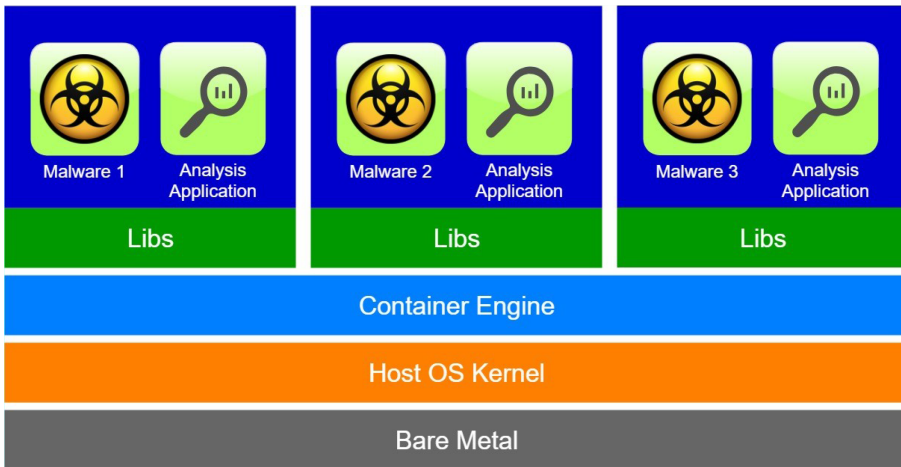 Malware 1
Analysis
Application
Malware 2
Analysis
Application
Malware 3
Analysis
Application
Libs
Libs
Libs
Container Engine
Host OS Kernel
Bare Metal